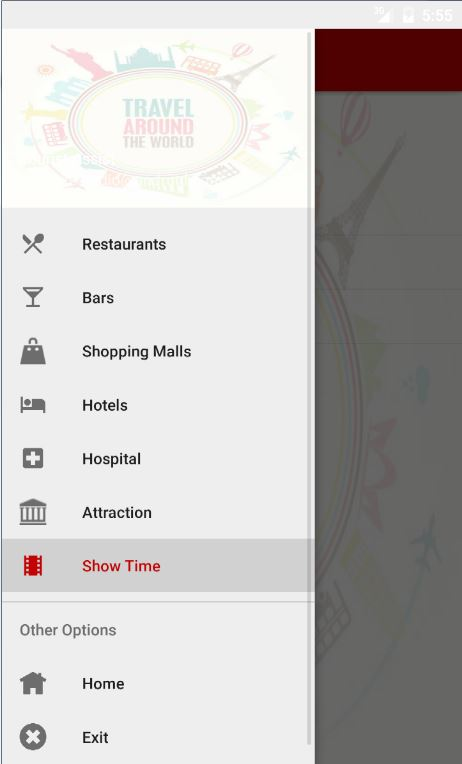 3G
5:55
TRAVEL
AROUND
THE WORLD
Restaurants
Bars
Shopping Malls
Hotels
Hospital
Attraction
Show Time
Other Options
Home
Exit